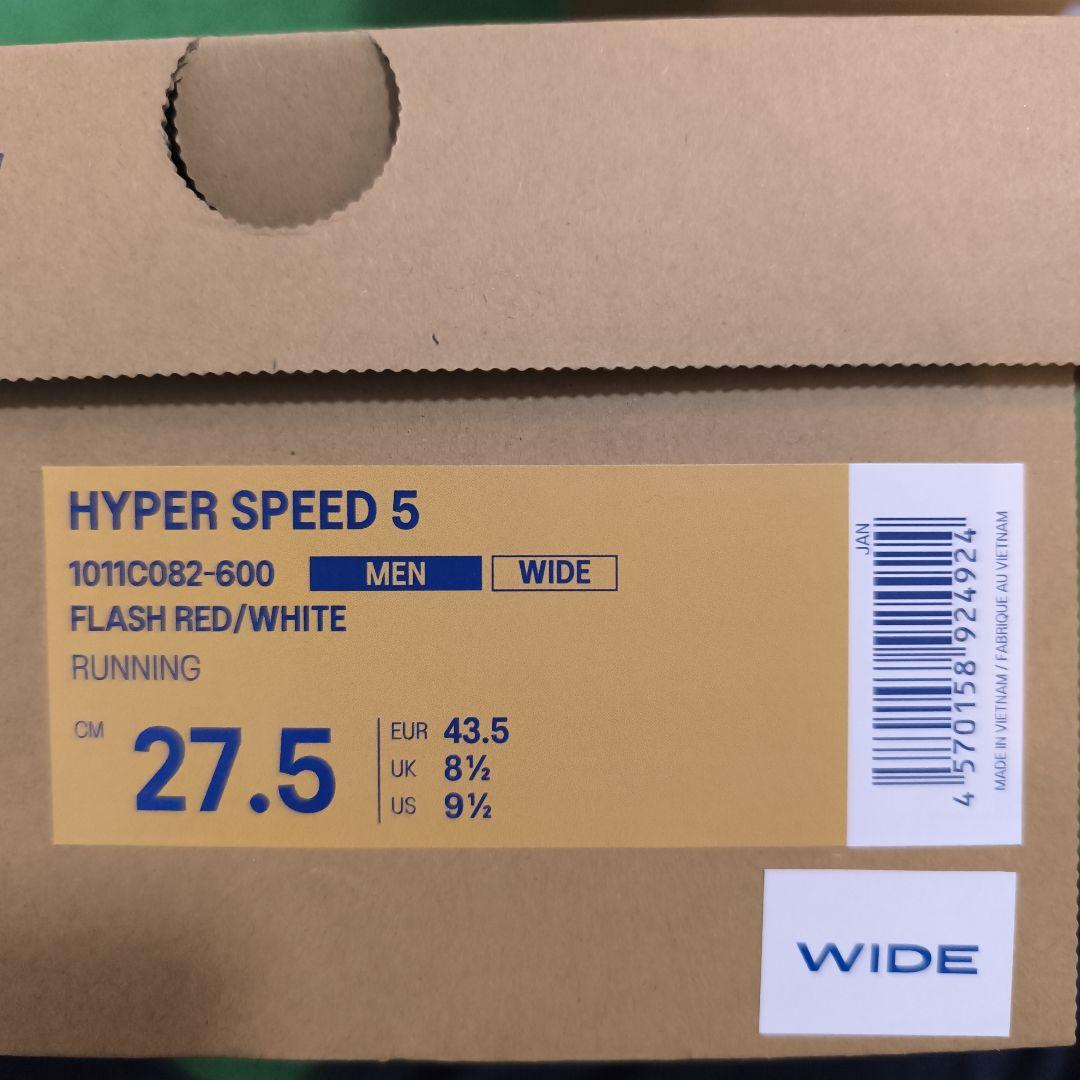 HYPER SPEED 5
1011C082-600 MEN WIDE
FLASH RED/WHITE
RUNNING
CM 27.5
EUR 43.5
UK 8½
US 9½
JAN
4 570158 924924
MADE IN VIETNAM / FABRIQUE AU VIETNAM
WIDE